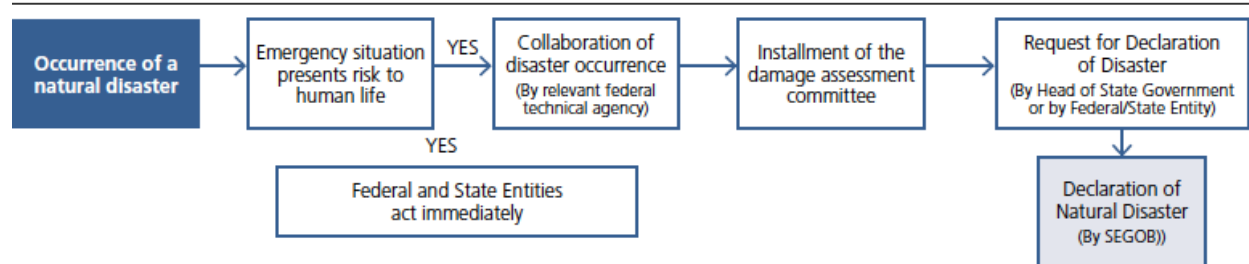 Occurrence of a
natural disaster
Emergency situation
presents risk to
human life
YES
Collaboration of
disaster occurrence
(By relevant federal
technical agency)
Installment of the
damage assessment
committee
Request for Declaration
of Disaster
(By Head of State Government
or by Federal/State Entity)
YES
Federal and State Entities
act immediately
Declaration of
Natural Disaster
(By SEGOB))